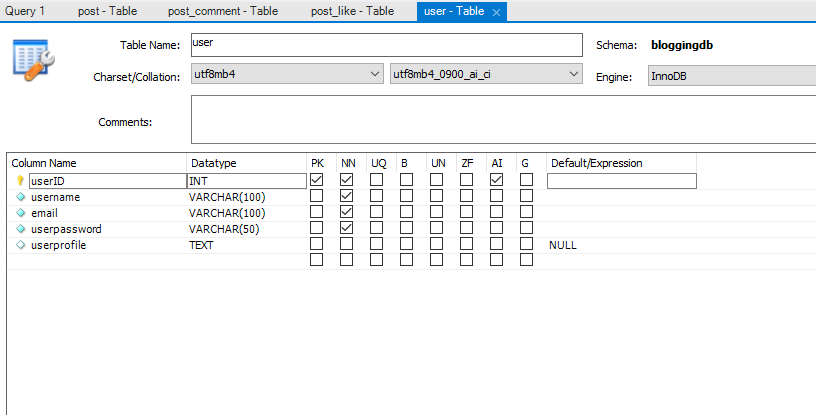 Query 1 post - Table post_comment - Table post_like - Table user - Table ×
Table Name: user Schema: bloggingdb
Charset/Collation: utf8mb4 utf8mb4_0900_ai_ci Engine: InnoDB
Comments:
Column Name Datatype PK NN UQ B UN ZF AI G Default/Expression
userID INT
username VARCHAR(100)
email VARCHAR(100)
userpassword VARCHAR(50)
userprofile TEXT NULL